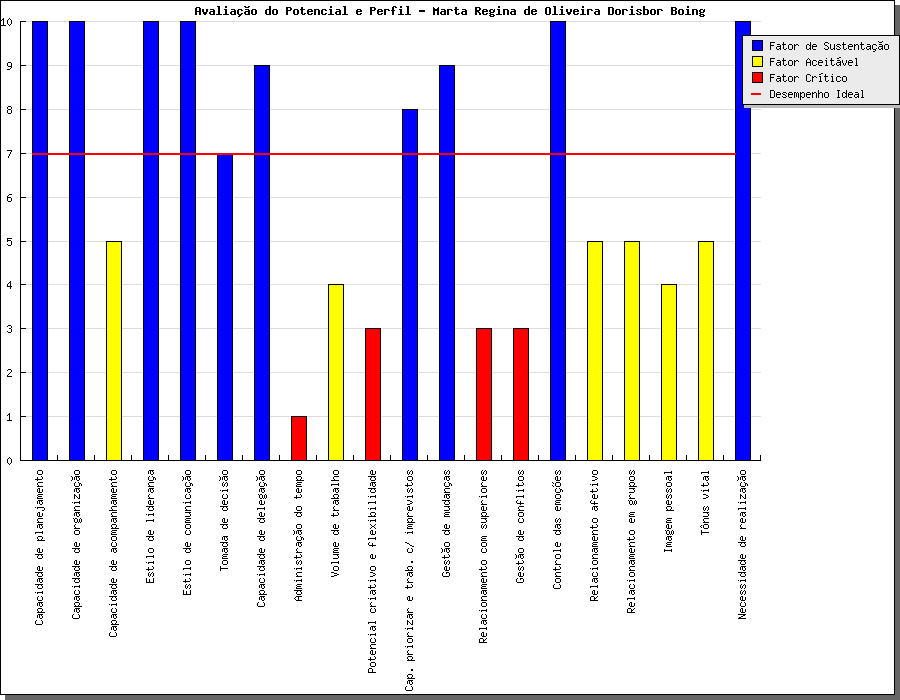 Avaliação do Potencial e Perfil - Marta Regina de Oliveira Dorisbor Boing
Fator de Sustentação
Fator Aceitável
Fator Crítico
Desempenho Ideal
10
9
8
7
6
5
4
3
2
1
0
Capacidade de planejamento
Capacidade de organização
Capacidade de acompanhamento
Estilo de liderança
Estilo de comunicação
Tomada de decisão
Capacidade de delegação
Administração do tempo
Volume de trabalho
Potencial criativo e flexibilidade
Cap. priorizar e trab. c/ imprevistos
Gestão de mudanças
Relacionamento com superiores
Gestão de conflitos
Controle das emoções
Relacionamento afetivo
Relacionamento em grupos
Imagem pessoal
Tônus vital
Necessidade de realização